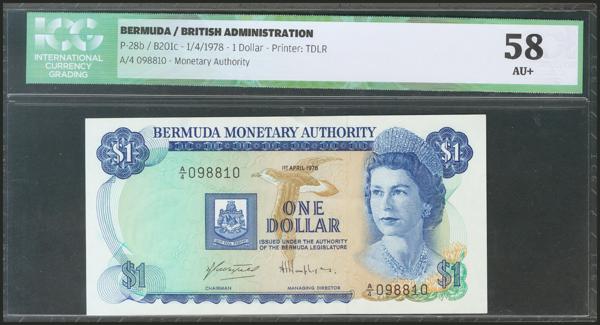 ICG
INTERNATIONAL
CURRENCY
GRADING
BERMUDA / BRITISH ADMINISTRATION
P-28b / B201c - 1/4/1978 - 1 Dollar - Printer: TDLR
A/4 098810 - Monetary Authority
58
AU+
BERMUDA MONETARY AUTHORITY
$1
$1
A/4 098810
1ST APRIL 1978
ONE
DOLLAR
ISSUED UNDER THE AUTHORITY
OF THE BERMUDA LEGISLATURE
CHAIRMAN
MANAGING DIRECTOR
$1
A/4 098810
$1